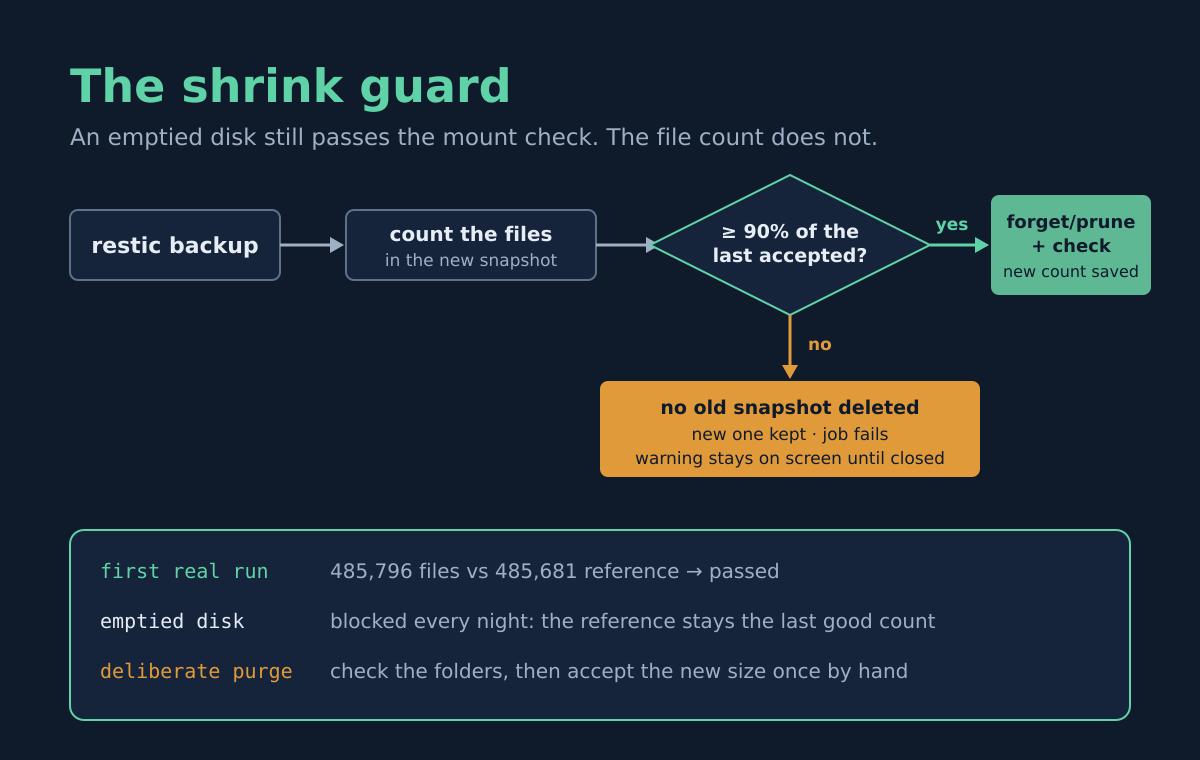 The shrink guard
An emptied disk still passes the mount check. The file count does not.
restic backup
count the files
in the new snapshot
≥ 90% of the
last accepted?
yes
forget/prune
+ check
new count saved
no
no old snapshot deleted
new one kept · job fails
warning stays on screen until closed
first real run 485,796 files vs 485,681 reference → passed
emptied disk blocked every night: the reference stays the last good count
deliberate purge check the folders, then accept the new size once by hand